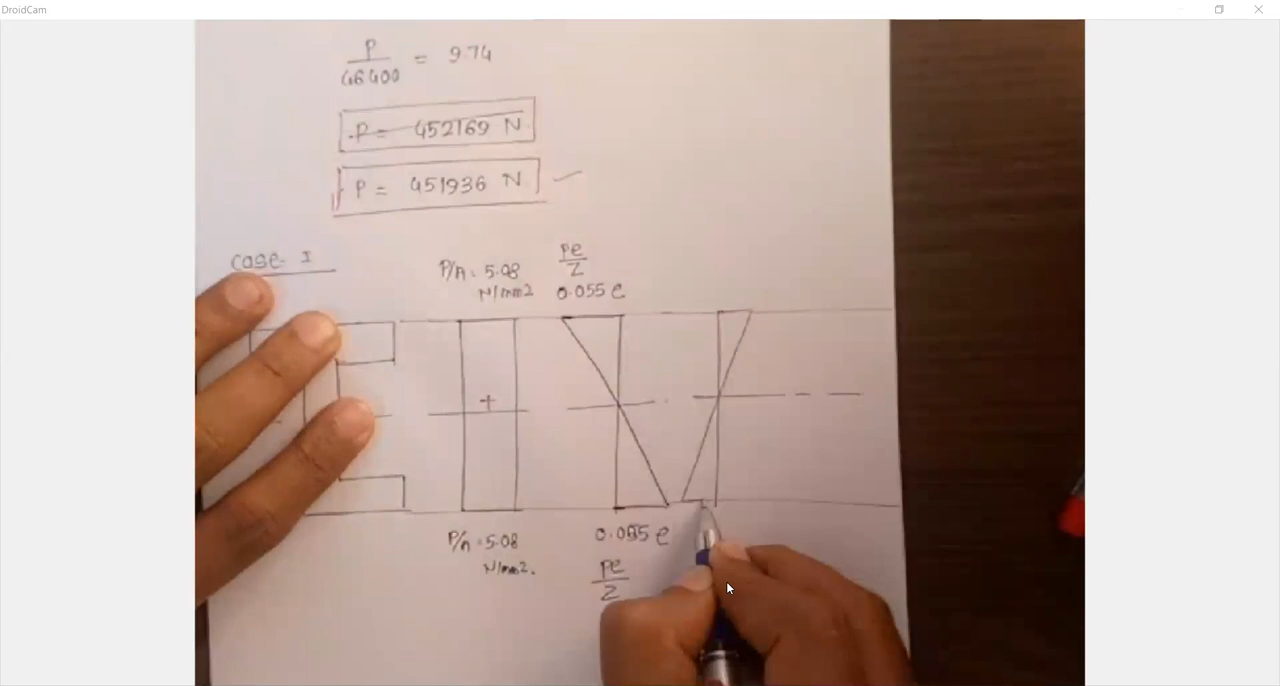 DroidCam
P/46400 = 9.74
P = 452169 N
P = 451936 N
Case - I
P/A = 5.08
N/mm2
Pe/Z
0.055 e
+
P/A = 5.08
N/mm2.
0.055 e
Pe/Z